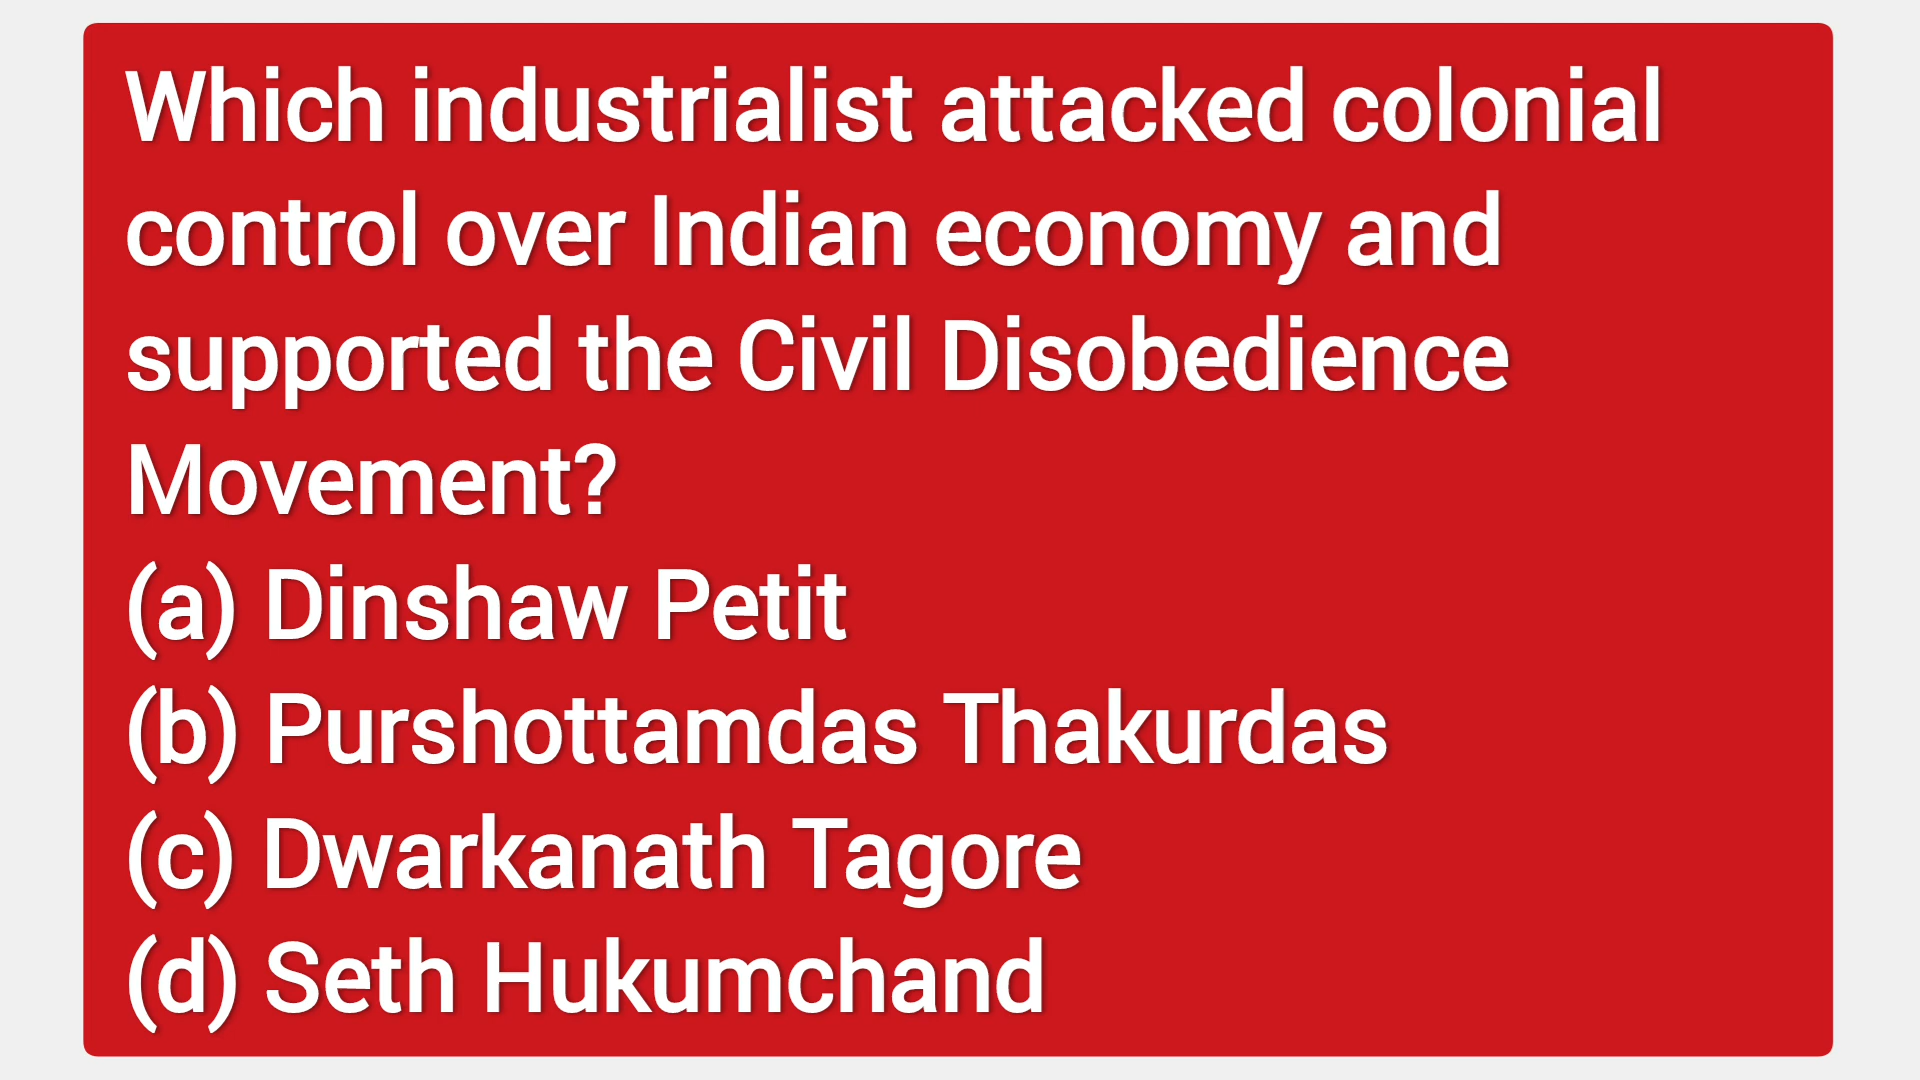 Which industrialist attacked colonial
control over Indian economy and
supported the Civil Disobedience
Movement?
(a) Dinshaw Petit
(b) Purshottamdas Thakurdas
(c) Dwarkanath Tagore
(d) Seth Hukumchand